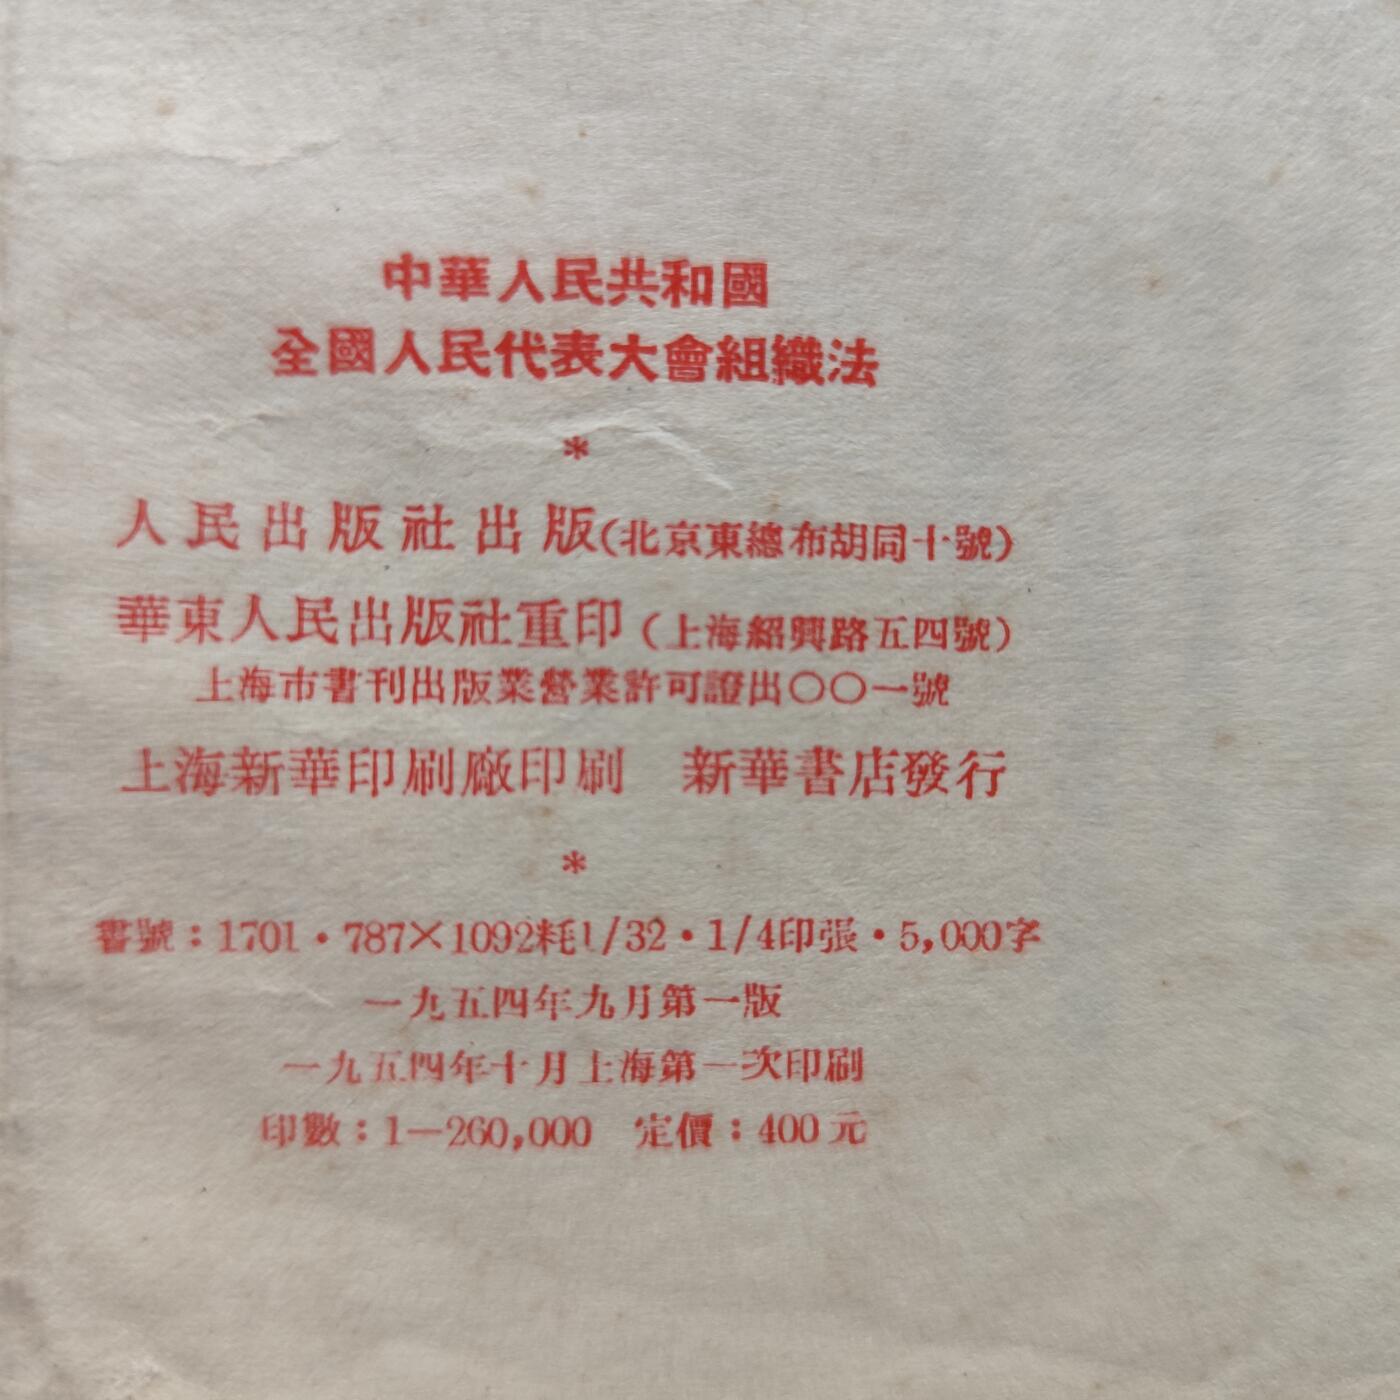 中華人民共和國
全國人民代表大會組織法
*
人民出版社出版(北京東總布胡同十號)
華東人民出版社重印(上海紹興路五四號)
上海市書刊出版業營業許可證出〇〇一號
上海新華印刷廠印刷 新華書店發行
*
書號：1701·787×1092耗1/32·1/4印張·5,000字
一九五四年九月第一版
一九五四年十月上海第一次印刷
印數：1—260,000 定價：400元